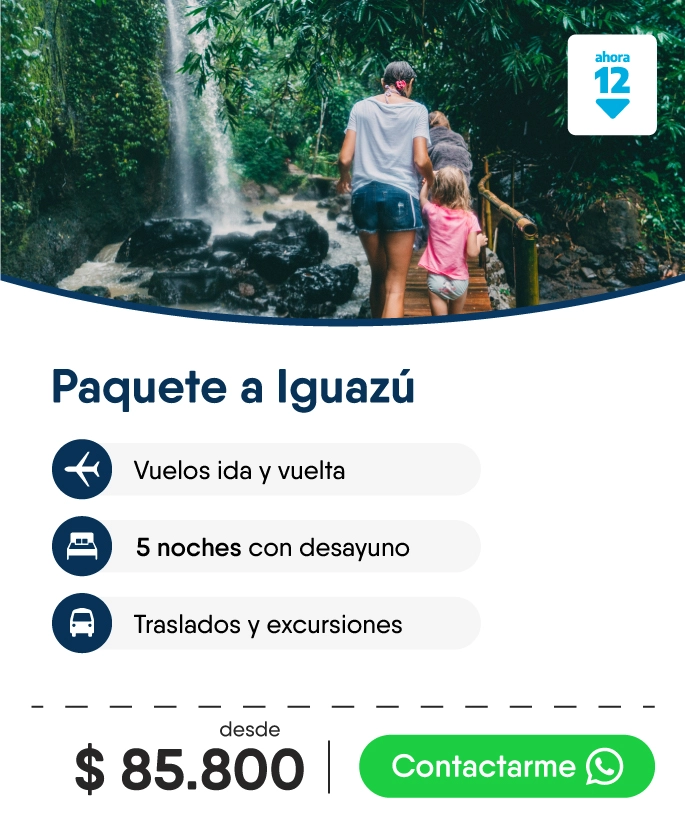 ahora
12
Paquete a Iguazú
Vuelos ida y vuelta
5 noches con desayuno
Traslados y excursiones
desde
$ 85.800
Contactarme